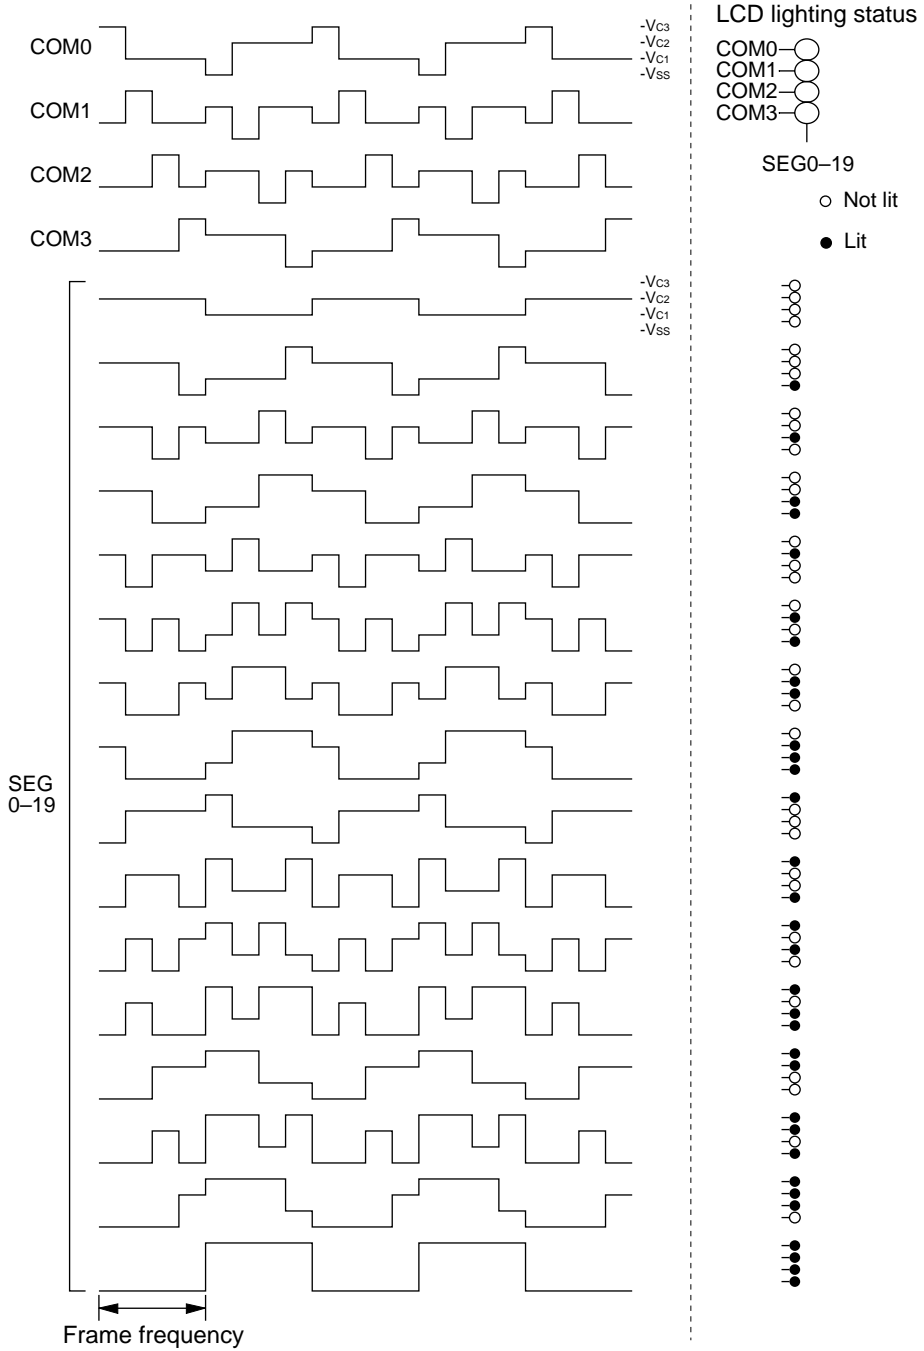 COM0
-VC3
-VC2
-VC1
-VSS
COM1
COM2
COM3
LCD lighting status
COM0
COM1
COM2
COM3
SEG0–19
Not lit
Lit
-VC3
-VC2
-VC1
-VSS
SEG
0–19
Frame frequency